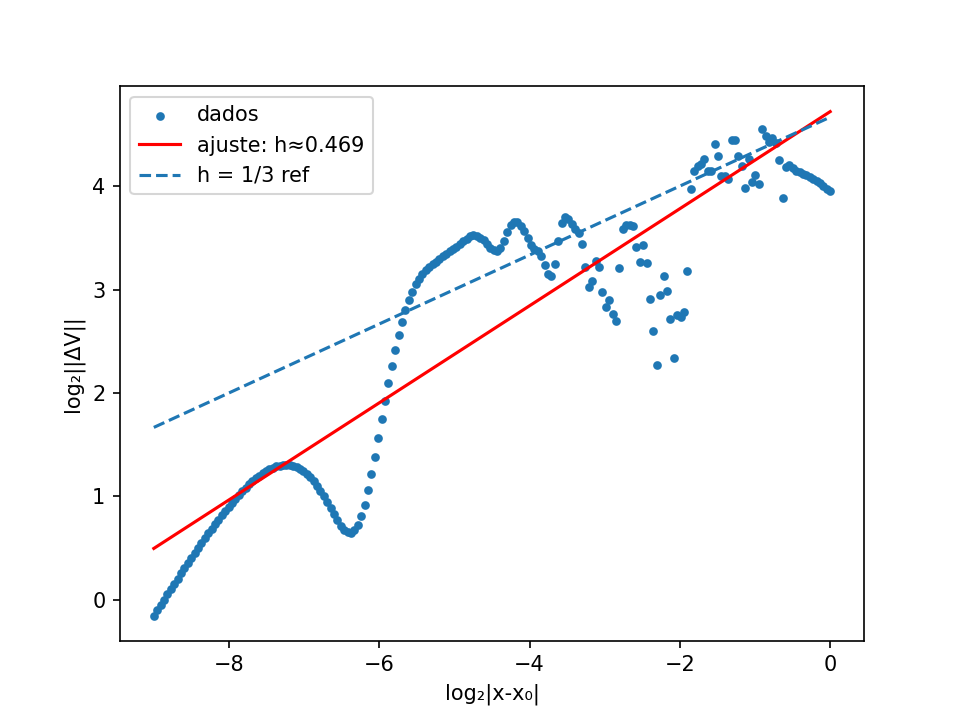 dados
ajuste: h≈0.469
h = 1/3 ref
log₂||ΔV||
4
3
2
1
0
−8
−6
−4
−2
0
log₂|x-x₀|